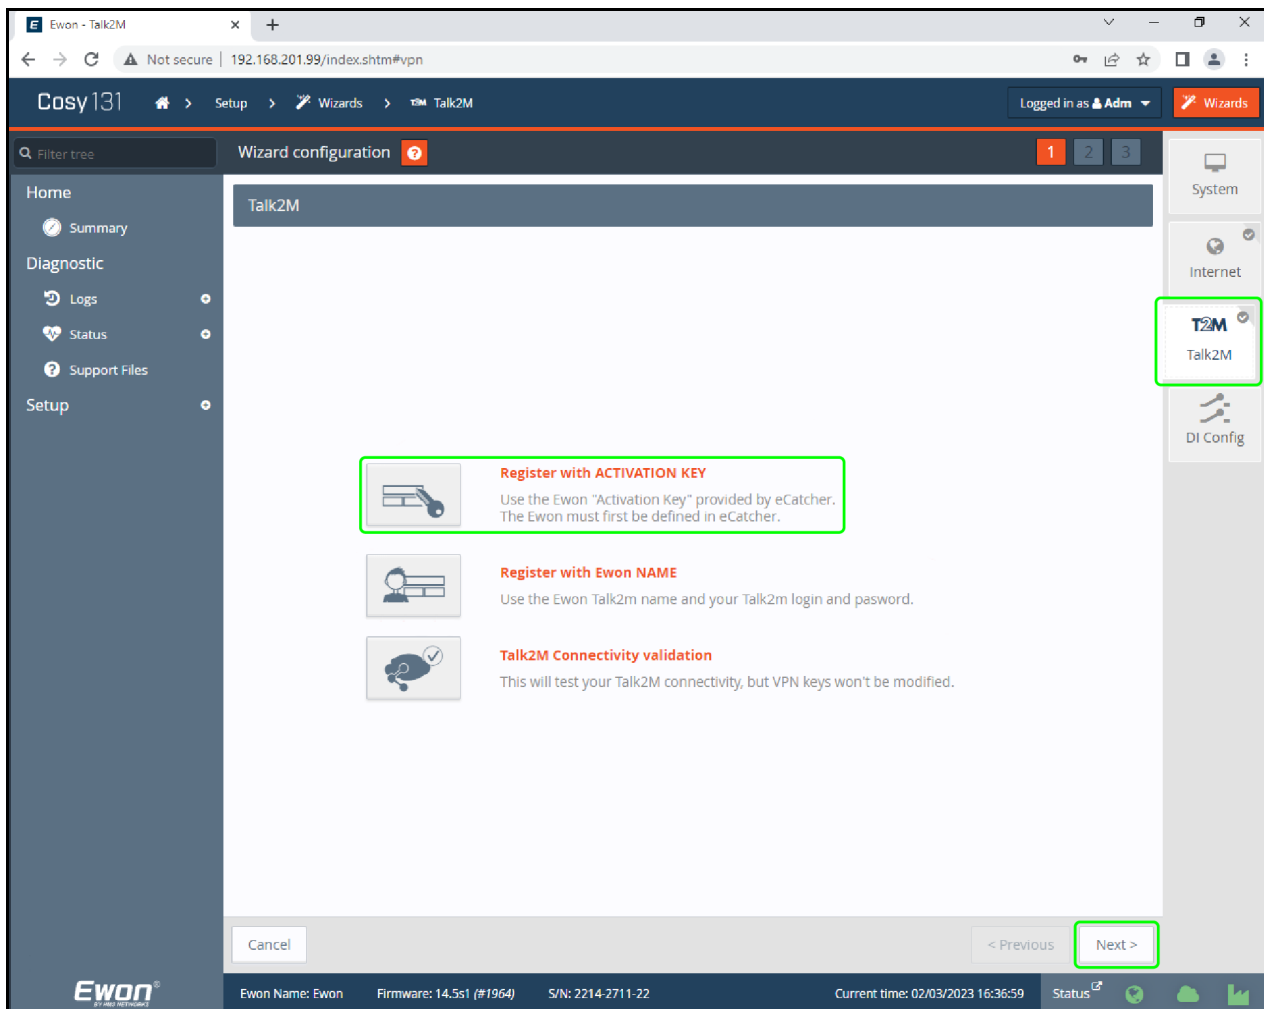 Ewon - Talk2M
Not secure | 192.168.201.99/index.shtm#vpn
Cosy 131 > Setup > Wizards > T2M Talk2M
Logged in as Adm
Wizards
Filter tree
Wizard configuration ?
1 2 3
System
Home
Talk2M
Summary
Internet
Diagnostic
Logs
Status
T2M
Talk2M
Support Files
Setup
DI Config
Register with ACTIVATION KEY
Use the Ewon "Activation Key" provided by eCatcher.
The Ewon must first be defined in eCatcher.
Register with Ewon NAME
Use the Ewon Talk2m name and your Talk2m login and pasword.
Talk2M Connectivity validation
This will test your Talk2M connectivity, but VPN keys won't be modified.
Cancel
< Previous
Next >
Ewon®
BY HMS NETWORKS
Ewon Name: Ewon
Firmware: 14.5s1 (#1964)
S/N: 2214-2711-22
Current time: 02/03/2023 16:36:59
Status